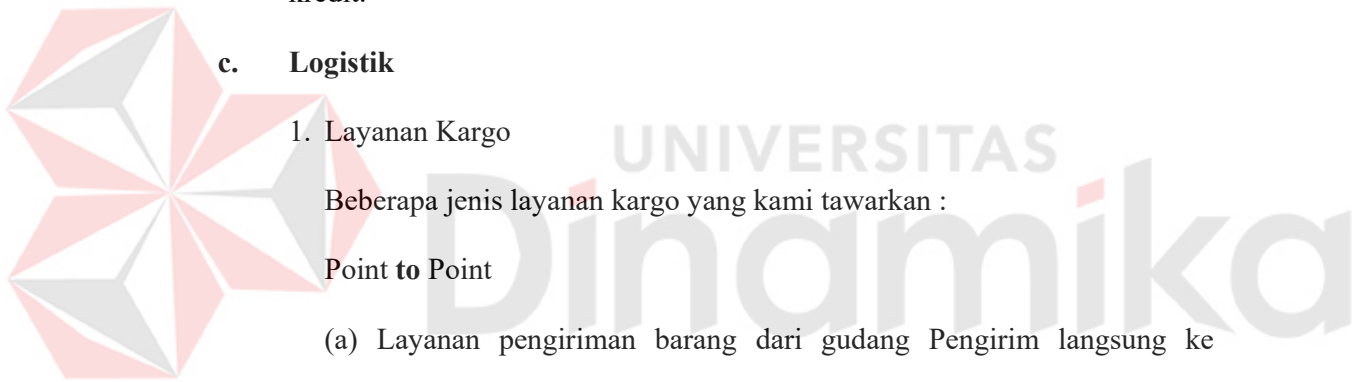 kredit.
c. Logistik
1. Layanan Kargo
UNIVERSITAS
Dinamika
Beberapa jenis layanan kargo yang kami tawarkan :
Point to Point
(a) Layanan pengiriman barang dari gudang Pengirim langsung ke